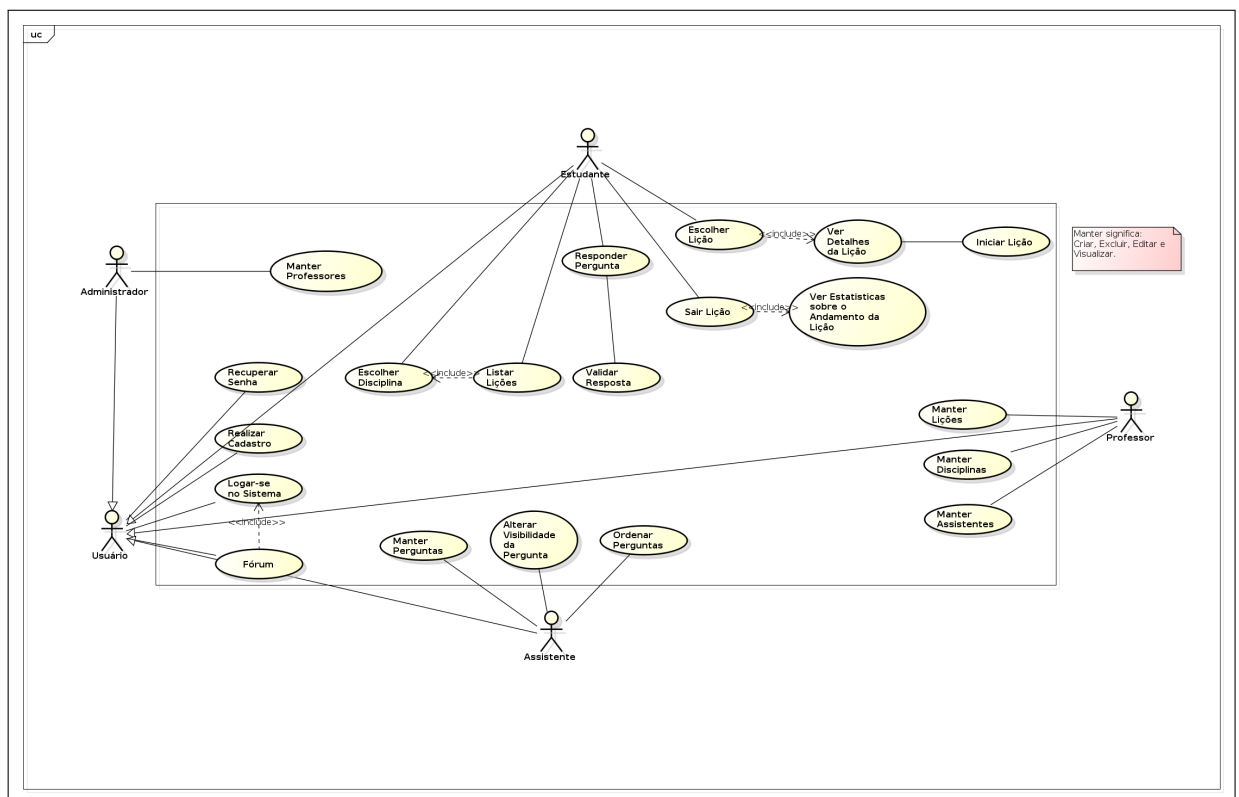 uc
Estudante
Escolher
Lição
<<include>>
Ver
Detalhes
da Lição
Iniciar Lição
Manter significa:
Criar, Excluir, Editar e
Visualizar.
Administrador
Manter
Professores
Responder
Pergunta
Sair Lição
<<include>>
Ver Estatisticas
sobre o
Andamento da
Lição
Recuperar
Senha
Escolher
Disciplina
<<include>>
Listar
Lições
Validar
Resposta
Manter
Lições
Professor
Realizar
Cadastro
Manter
Disciplinas
Logar-se
no Sistema
<<include>>
Manter
Assistentes
Usuário
Fórum
Manter
Perguntas
Alterar
Visibilidade
da
Pergunta
Ordenar
Perguntas
Assistente